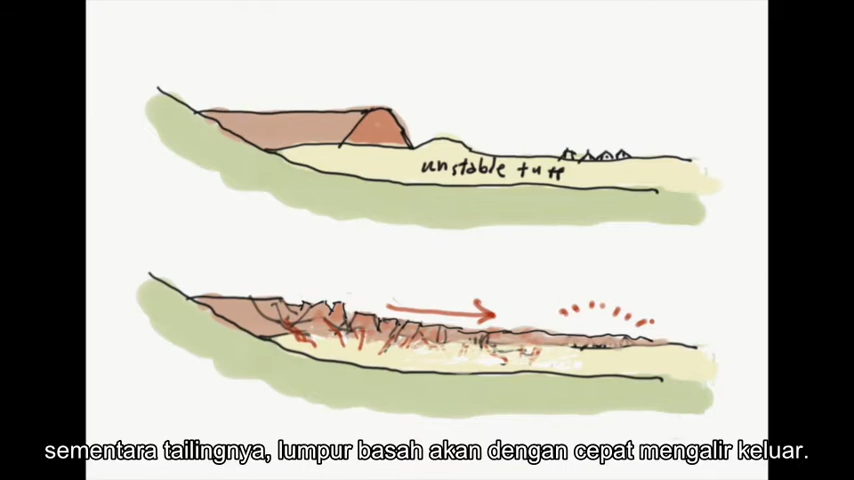 unstable tuff
sementara tailingnya, lumpur basah akan dengan cepat mengalir keluar.